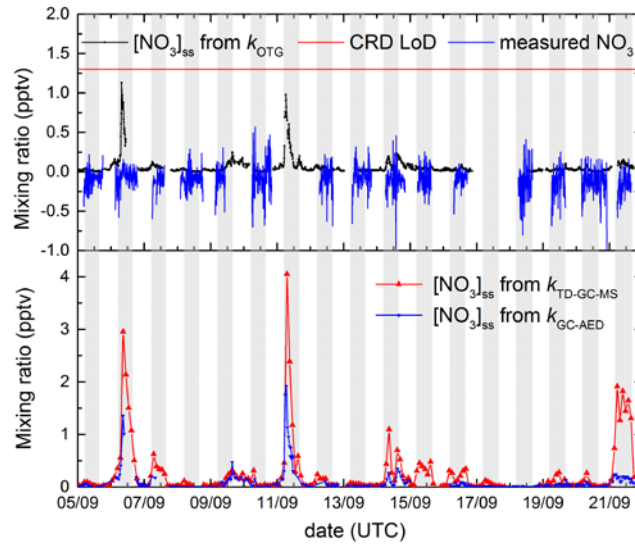 2.0
[NO₃]ss from kOTG CRD LoD measured NO₃
1.5
1.0
0.5
0.0
-0.5
-1.0
Mixing ratio (pptv)
4
[NO₃]ss from kTD-GC-MS
[NO₃]ss from kGC-AED
3
2
1
0
Mixing ratio (pptv)
05/09 07/09 09/09 11/09 13/09 15/09 17/09 19/09 21/09
date (UTC)